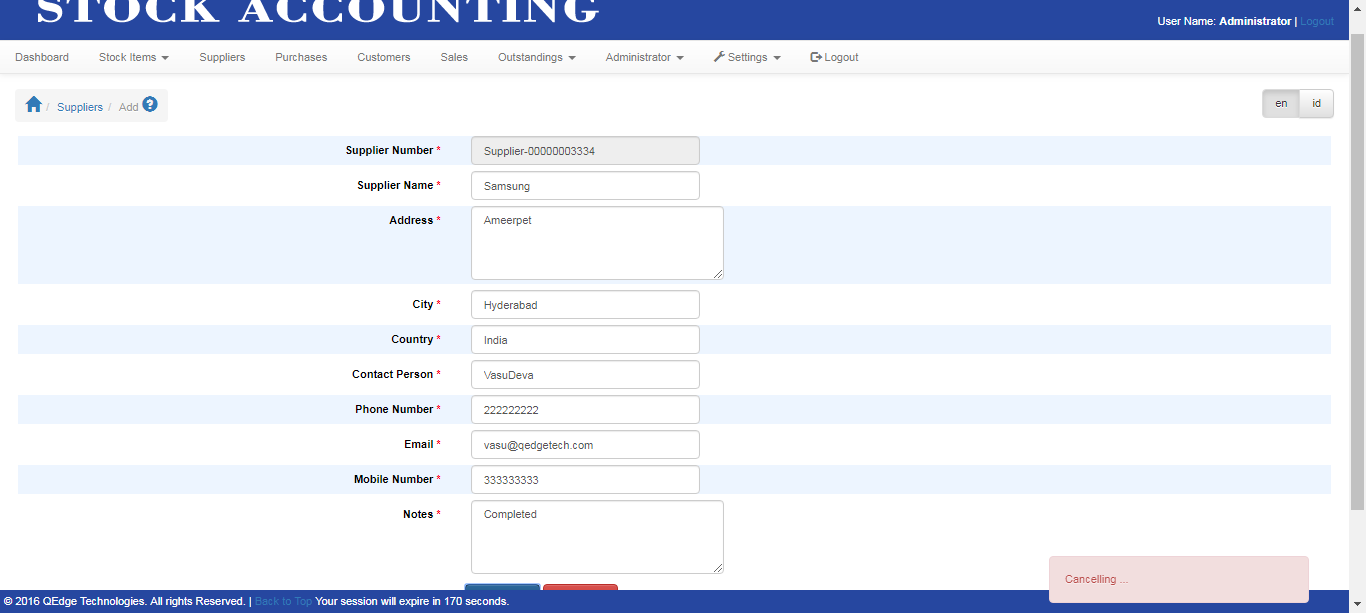 STOCK ACCOUNTING
User Name: Administrator | Logout
Dashboard Stock Items Suppliers Purchases Customers Sales Outstandings Administrator Settings Logout
/ Suppliers / Add ?
en id
Supplier Number * Supplier-00000003334
Supplier Name * Samsung
Address * Ameerpet
City * Hyderabad
Country * India
Contact Person * VasuDeva
Phone Number * 222222222
Email * vasu@qedgetech.com
Mobile Number * 333333333
Notes * Completed
Cancelling ...
© 2016 QEdge Technologies. All rights Reserved. | Back to Top Your session will expire in 170 seconds.